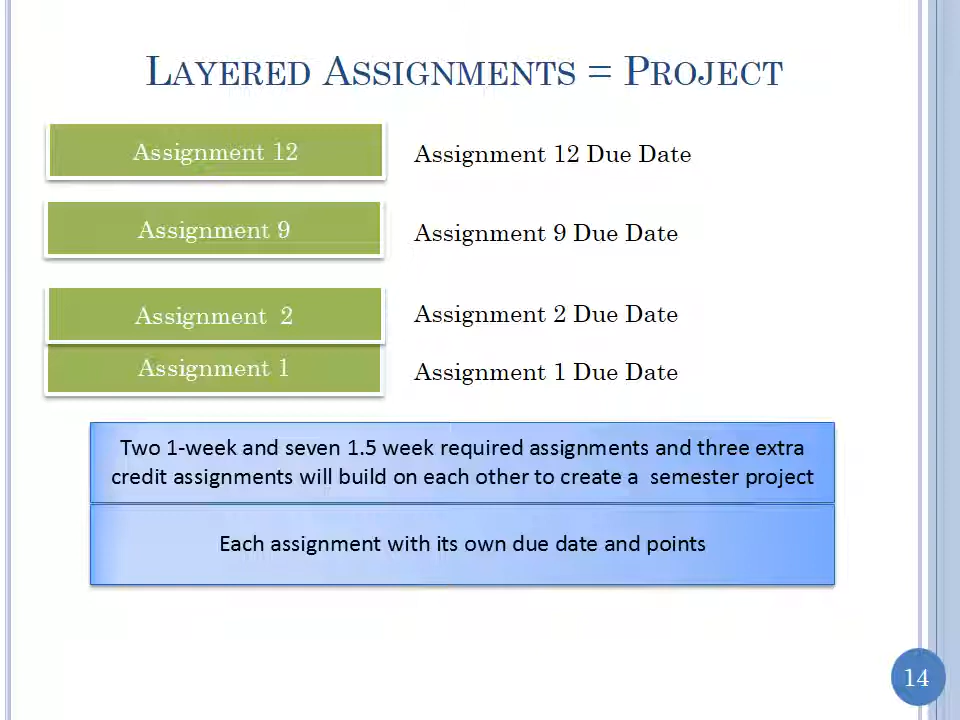 LAYERED ASSIGNMENTS = PROJECT
Assignment 12
Assignment 12 Due Date
Assignment 9
Assignment 9 Due Date
Assignment  2
Assignment 2 Due Date
Assignment 1
Assignment 1 Due Date
Two 1-week and seven 1.5 week required assignments and three extra
credit assignments will build on each other to create a  semester project
Each assignment with its own due date and points
14